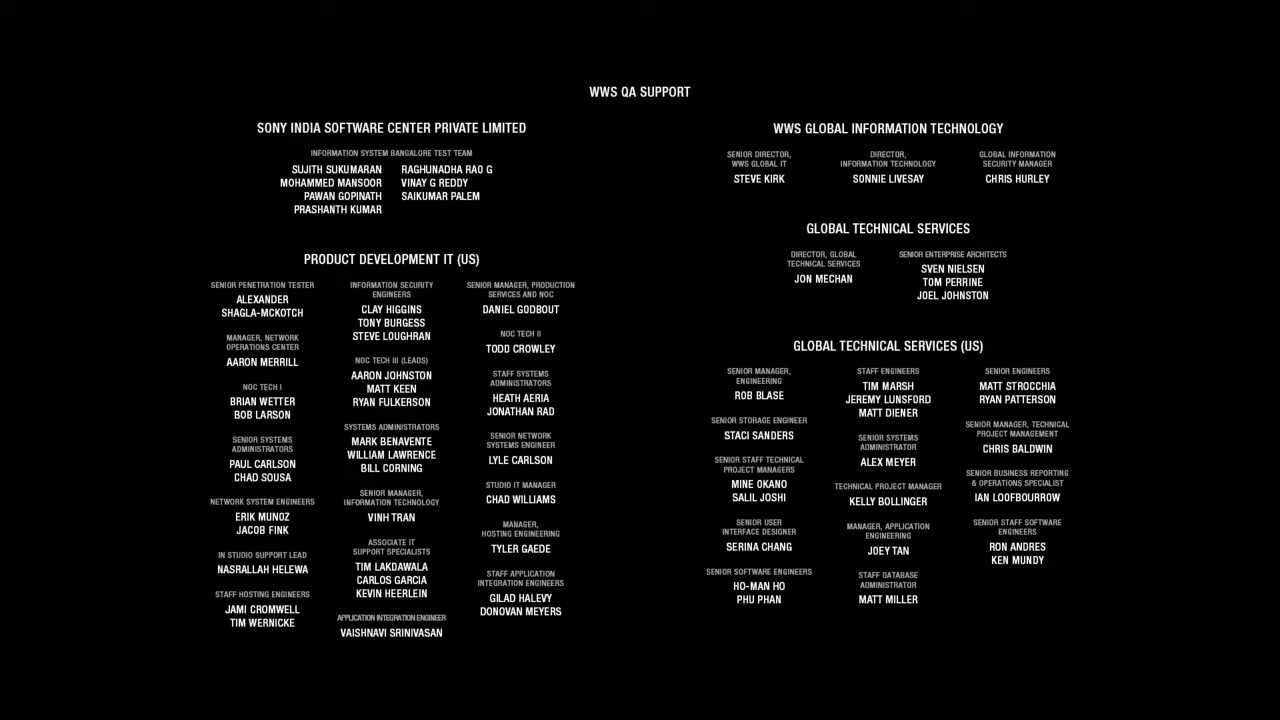 WWS QA SUPPORT
SONY INDIA SOFTWARE CENTER PRIVATE LIMITED
INFORMATION SYSTEM BANGALORE TEST TEAM
SUJITH SUKUMARAN RAGHUNADHA RAO G
MOHAMMED MANSOOR VINAY G REDDY
PAWAN GOPINATH SAIKUMAR PALEM
PRASHANTH KUMAR
PRODUCT DEVELOPMENT IT (US)
SENIOR PENETRATION TESTER
ALEXANDER
SHAGLA-MCKOTCH
MANAGER, NETWORK
OPERATIONS CENTER
AARON MERRILL
NOC TECH I
BRIAN WETTER
BOB LARSON
SENIOR SYSTEMS
ADMINISTRATORS
PAUL CARLSON
CHAD SOUSA
NETWORK SYSTEM ENGINEERS
ERIK MUNOZ
JACOB FINK
IN STUDIO SUPPORT LEAD
NASRALLAH HELEWA
STAFF HOSTING ENGINEERS
JAMI CROMWELL
TIM WERNICKE
INFORMATION SECURITY
ENGINEERS
CLAY HIGGINS
TONY BURGESS
STEVE LOUGHRAN
NOC TECH III (LEADS)
AARON JOHNSTON
MATT KEEN
RYAN FULKERSON
SYSTEMS ADMINISTRATORS
MARK BENAVENTE
WILLIAM LAWRENCE
BILL CORNING
SENIOR MANAGER,
INFORMATION TECHNOLOGY
VINH TRAN
ASSOCIATE IT
SUPPORT SPECIALISTS
TIM LAKDAWALA
CARLOS GARCIA
KEVIN HEERLEIN
APPLICATION INTEGRATION ENGINEER
VAISHNAVI SRINIVASAN
SENIOR MANAGER, PRODUCTION
SERVICES AND NOC
DANIEL GODBOUT
NOC TECH II
TODD CROWLEY
STAFF SYSTEMS
ADMINISTRATORS
HEATH AERIA
JONATHAN RAD
SENIOR NETWORK
SYSTEMS ENGINEER
LYLE CARLSON
STUDIO IT MANAGER
CHAD WILLIAMS
MANAGER,
HOSTING ENGINEERING
TYLER GAEDE
STAFF APPLICATION
INTEGRATION ENGINEERS
GILAD HALEVY
DONOVAN MEYERS
WWS GLOBAL INFORMATION TECHNOLOGY
SENIOR DIRECTOR,
WWS GLOBAL IT
STEVE KIRK
DIRECTOR,
INFORMATION TECHNOLOGY
SONNIE LIVESAY
GLOBAL INFORMATION
SECURITY MANAGER
CHRIS HURLEY
GLOBAL TECHNICAL SERVICES
DIRECTOR, GLOBAL
TECHNICAL SERVICES
JON MECHAN
SENIOR ENTERPRISE ARCHITECTS
SVEN NIELSEN
TOM PERRINE
JOEL JOHNSTON
GLOBAL TECHNICAL SERVICES (US)
SENIOR MANAGER,
ENGINEERING
ROB BLASE
SENIOR STORAGE ENGINEER
STACI SANDERS
SENIOR STAFF TECHNICAL
PROJECT MANAGERS
MINE OKANO
SALIL JOSHI
SENIOR USER
INTERFACE DESIGNER
SERINA CHANG
SENIOR SOFTWARE ENGINEERS
HO-MAN HO
PHU PHAN
STAFF ENGINEERS
TIM MARSH
JEREMY LUNSFORD
MATT DIENER
SENIOR SYSTEMS
ADMINISTRATOR
ALEX MEYER
TECHNICAL PROJECT MANAGER
KELLY BOLLINGER
MANAGER, APPLICATION
ENGINEERING
JOEY TAN
STAFF DATABASE
ADMINISTRATOR
MATT MILLER
SENIOR ENGINEERS
MATT STROCCHIA
RYAN PATTERSON
SENIOR MANAGER, TECHNICAL
PROJECT MANAGEMENT
CHRIS BALDWIN
SENIOR BUSINESS REPORTING
& OPERATIONS SPECIALIST
IAN LOOFBOURROW
SENIOR STAFF SOFTWARE
ENGINEERS
RON ANDRES
KEN MUNDY